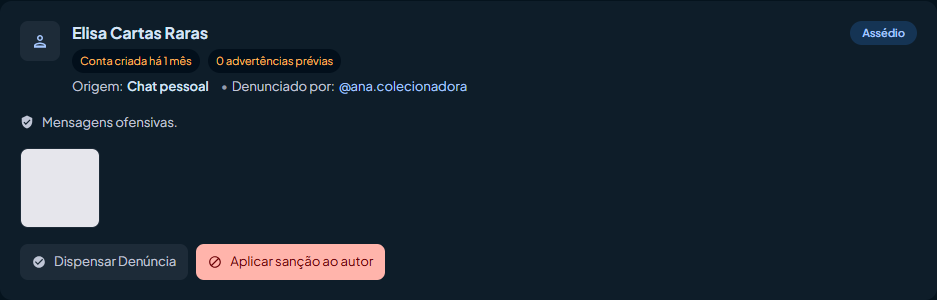 Elisa Cartas Raras
Assédio
Conta criada há 1 mês 0 advertências prévias
Origem: Chat pessoal • Denunciado por: @ana.colecionadora
Mensagens ofensivas.
Dispensar Denúncia Aplicar sanção ao autor